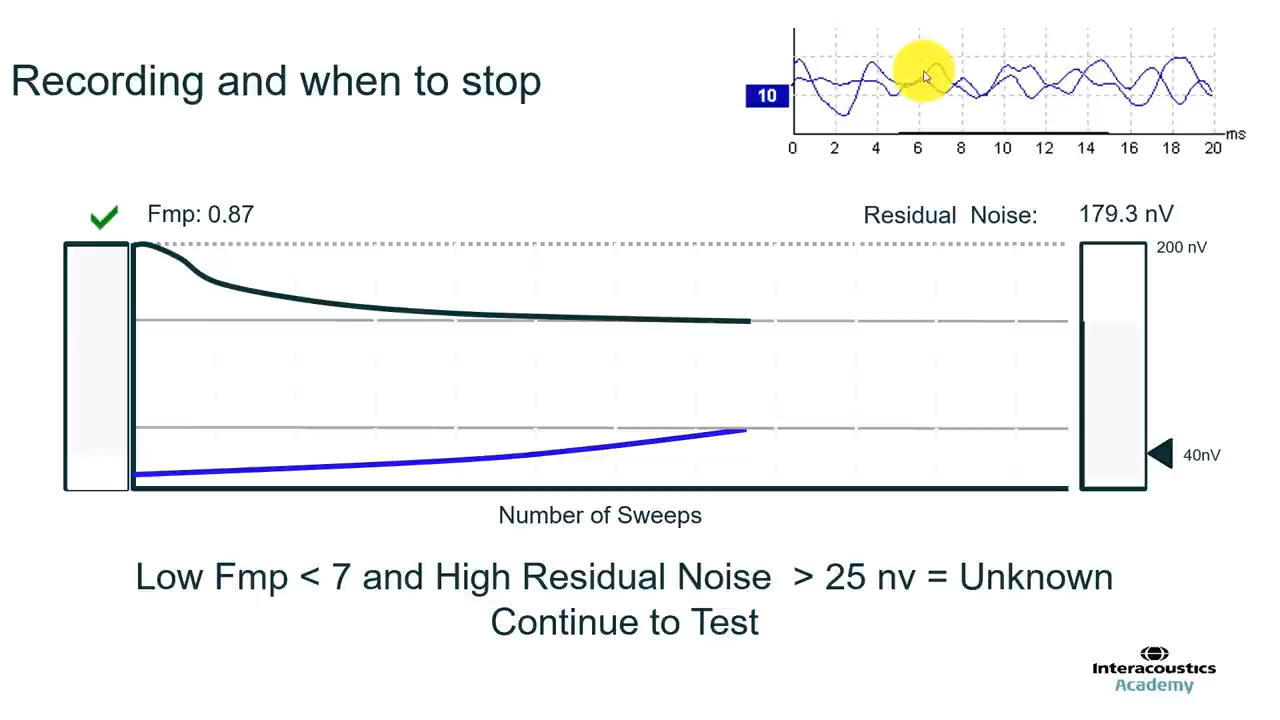 Recording and when to stop
10
ms
0 2 4 6 8 10 12 14 16 18 20
Fmp: 0.87
Residual Noise: 179.3 nV
200 nV
40nV
Number of Sweeps
Low Fmp < 7 and High Residual Noise > 25 nv = Unknown
Continue to Test
Interacoustics
Academy